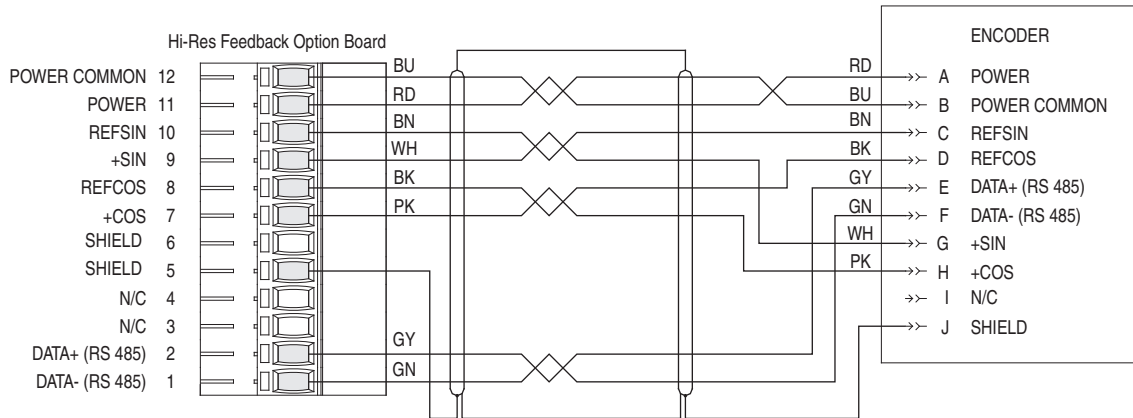 Hi-Res Feedback Option Board
POWER COMMON 12
POWER 11
REFSIN 10
+SIN 9
REFCOS 8
+COS 7
SHIELD 6
SHIELD 5
N/C 4
N/C 3
DATA+ (RS 485) 2
DATA- (RS 485) 1
BU
RD
BN
WH
BK
PK
GY
GN
RD
BU
BN
BK
GY
GN
WH
PK
ENCODER
A POWER
B POWER COMMON
C REFSIN
D REFCOS
E DATA+ (RS 485)
F DATA- (RS 485)
G +SIN
H +COS
I N/C
J SHIELD